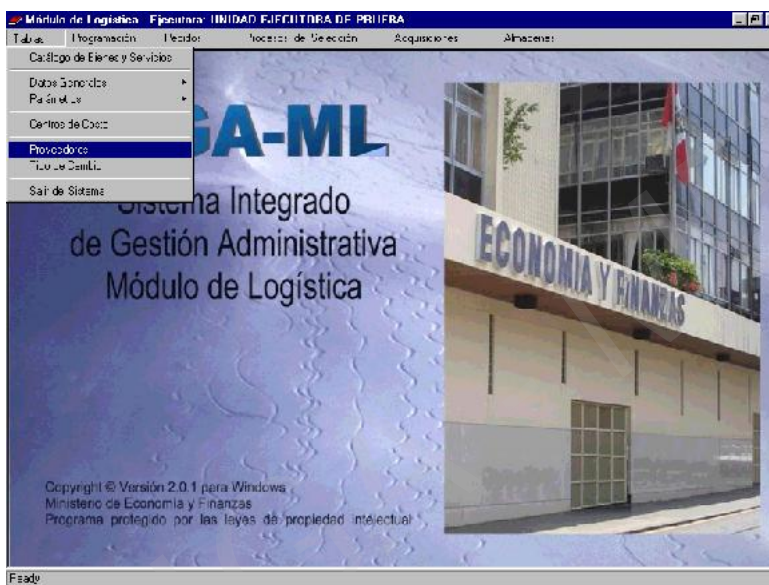 Módulo de Logística Ejecutora: UNIDAD EJECUTORA DE PRUEBA
Tablas Programación Pedidos Procesos de Selección Adquisiciones Almacenes
Catálogo de Bienes y Servicios
Datos Generales
Parámetros
Centros de Costo
Proveedores
Tipo de Cambio
Salir de Sistema
GA-ML
Sistema Integrado
de Gestión Administrativa
Módulo de Logística
ECONOMIA Y FINANZAS
Copyright © Versión 2.0.1 para Windows
Ministerio de Economía y Finanzas
Programa protegido por las leyes de propiedad intelectual
Ready